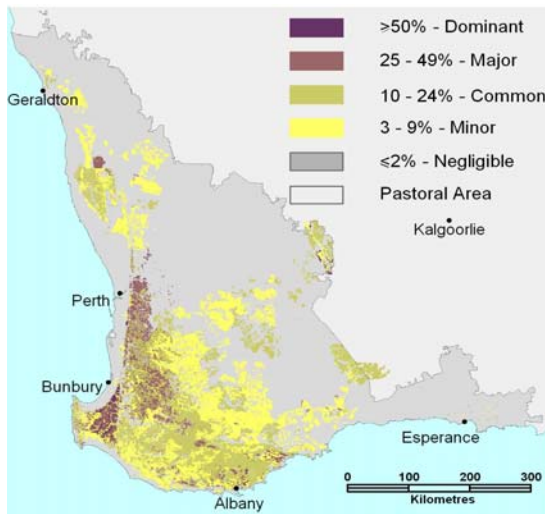 ≥50% - Dominant
25 - 49% - Major
10 - 24% - Common
3 - 9% - Minor
≤2% - Negligible
Pastoral Area
Geraldton
Kalgoorlie
Perth
Bunbury
Esperance
Albany
0 100 200 300
Kilometres